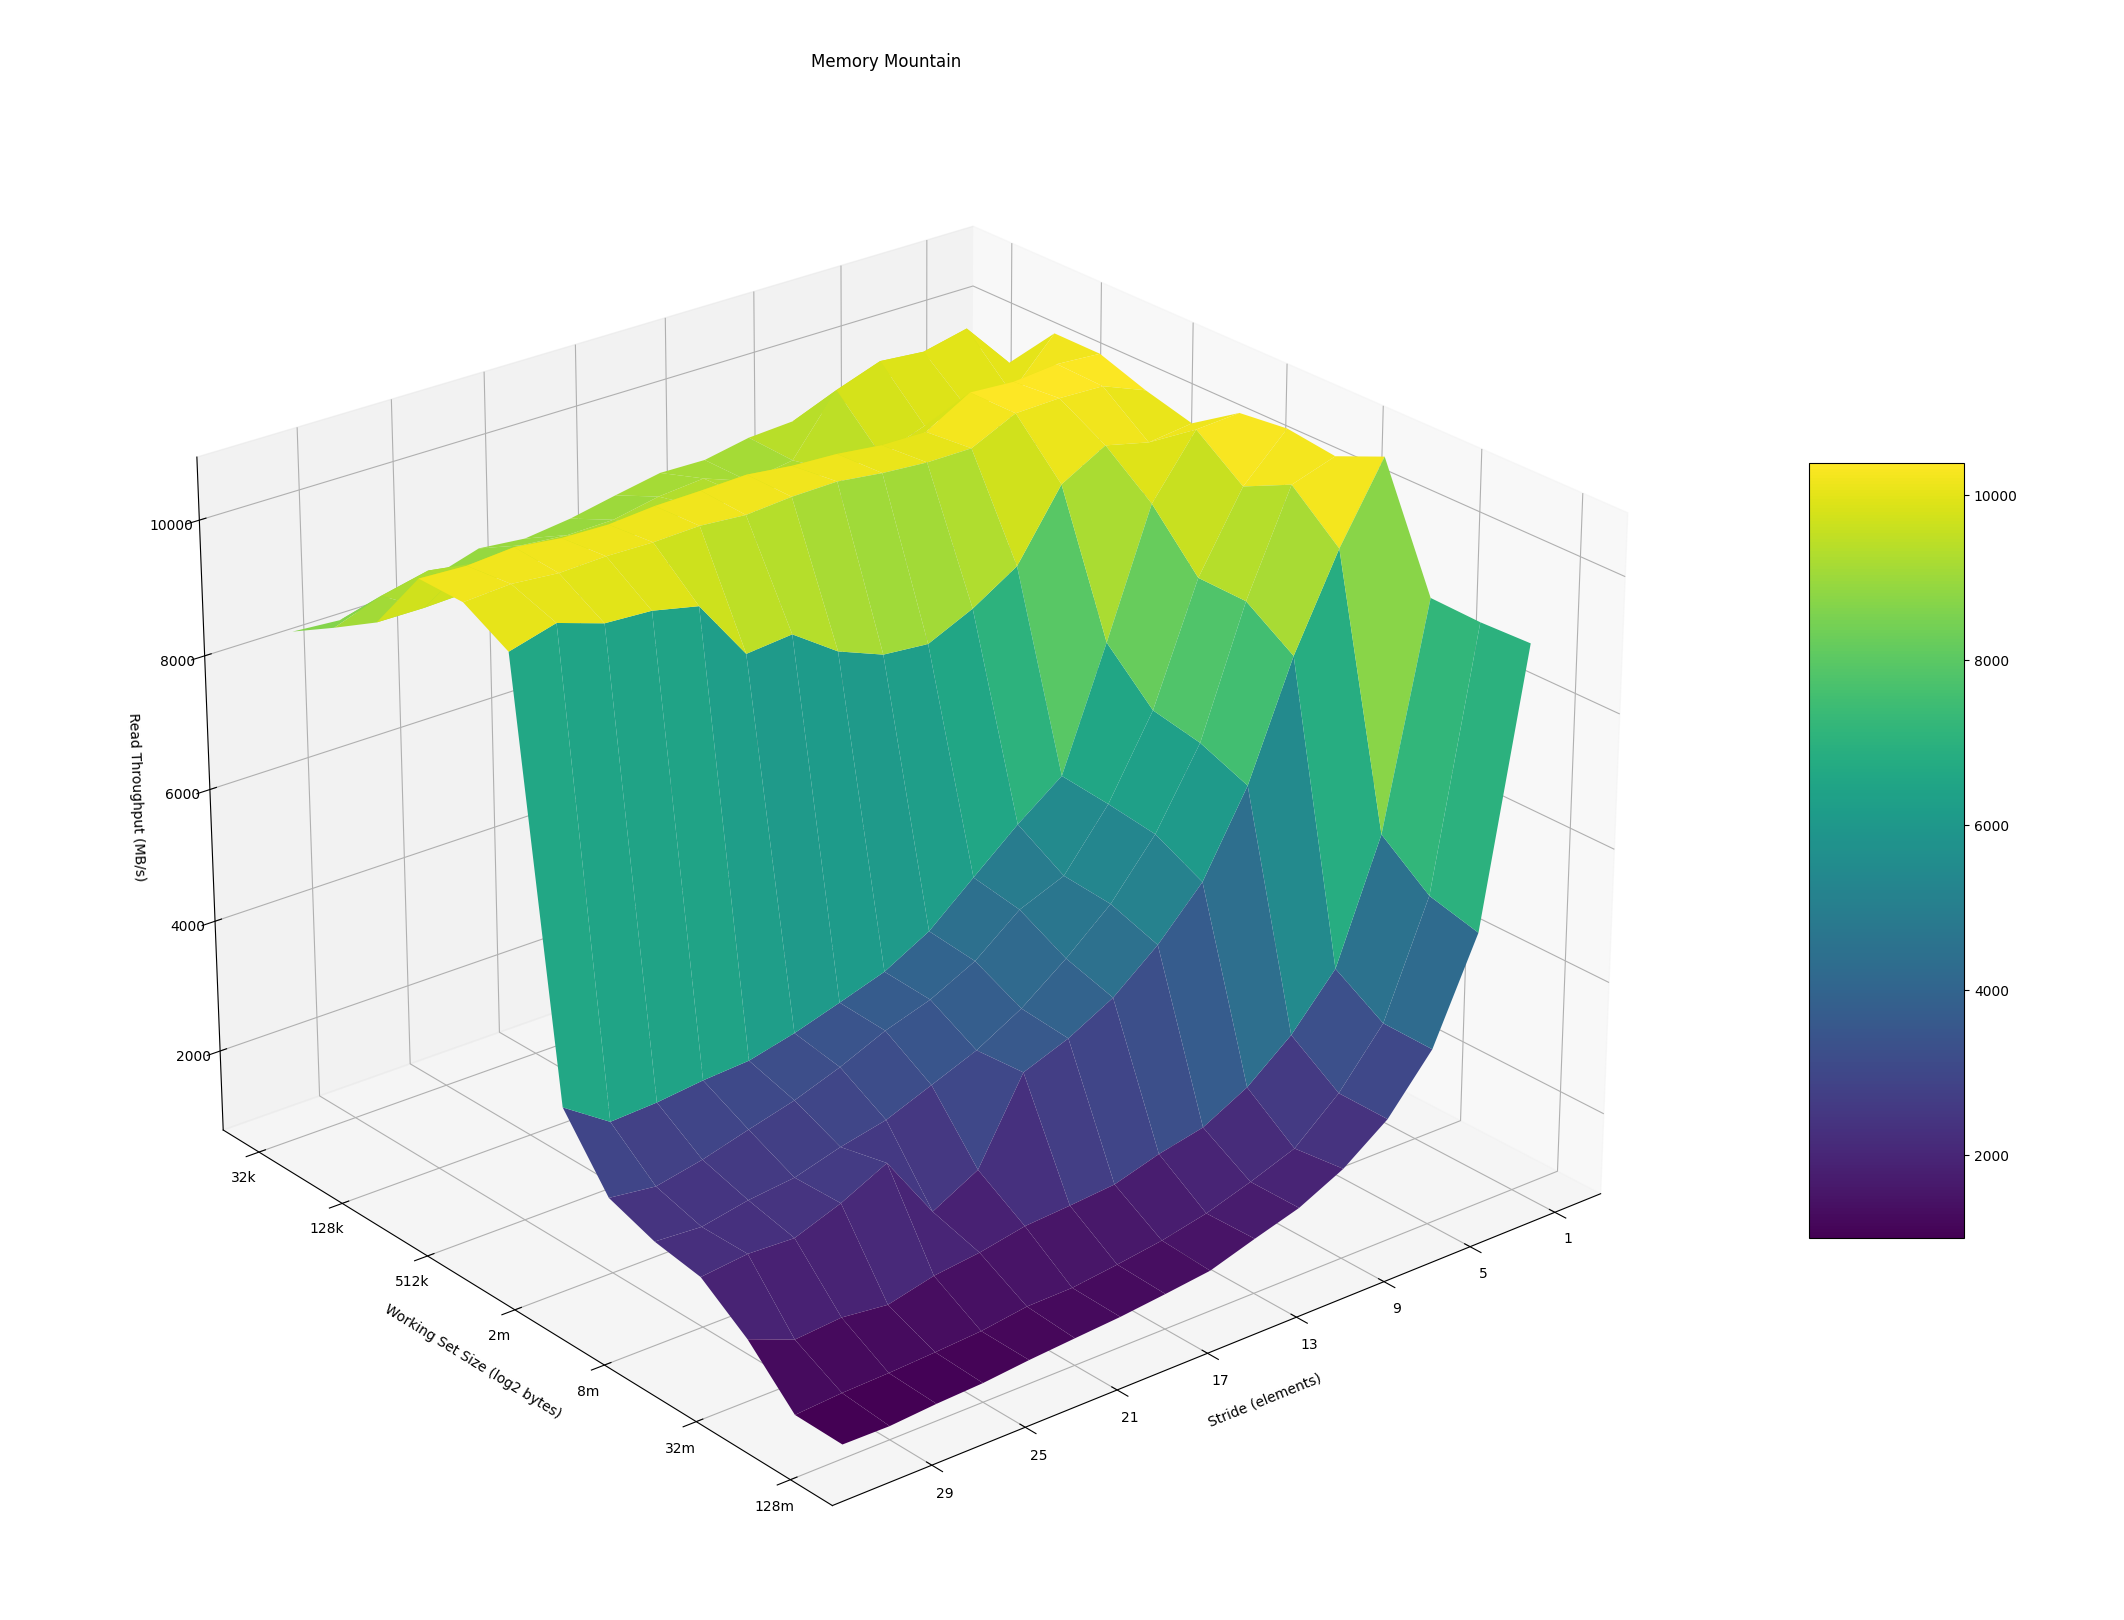 Memory Mountain
10000
8000
6000
4000
2000
Read Throughput (MB/s)
32k
128k
512k
2m
8m
32m
128m
Working Set Size (log2 bytes)
29
25
21
17
13
9
5
1
Stride (elements)
10000
8000
6000
4000
2000